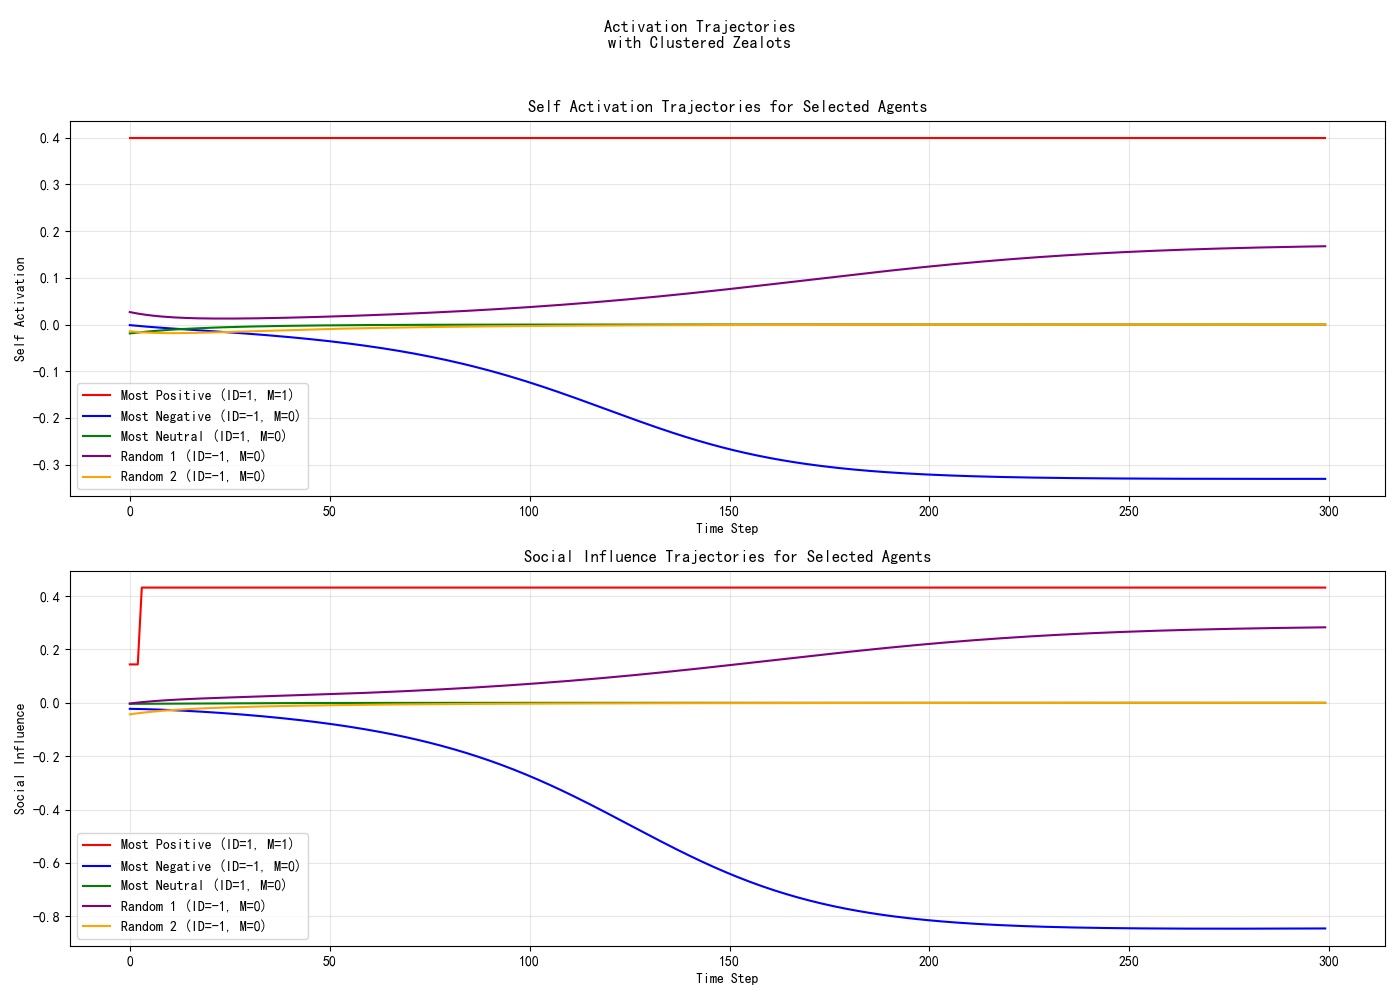 Activation Trajectories
with Clustered Zealots
Self Activation Trajectories for Selected Agents
Self Activation
0.4
0.3
0.2
0.1
0.0
−0.1
−0.2
−0.3
Most Positive (ID=1, M=1)
Most Negative (ID=-1, M=0)
Most Neutral (ID=1, M=0)
Random 1 (ID=-1, M=0)
Random 2 (ID=-1, M=0)
0 50 100 150 200 250 300
Time Step
Social Influence Trajectories for Selected Agents
Social Influence
0.4
0.2
0.0
−0.2
−0.4
−0.6
−0.8
Most Positive (ID=1, M=1)
Most Negative (ID=-1, M=0)
Most Neutral (ID=1, M=0)
Random 1 (ID=-1, M=0)
Random 2 (ID=-1, M=0)
0 50 100 150 200 250 300
Time Step